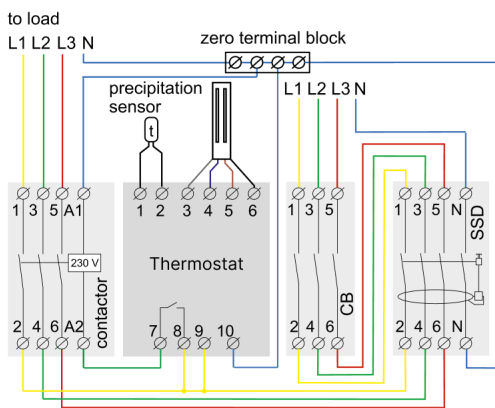 to load
L1 L2 L3 N
zero terminal block
precipitation
sensor
t
L1 L2 L3 N
1 3 5 A1
1 2 3 4 5 6
1 3 5
1 3 5 N
SSD
230 V
Thermostat
contactor
CB
2 4 6 A2
7 8 9 10
2 4 6
2 4 6 N